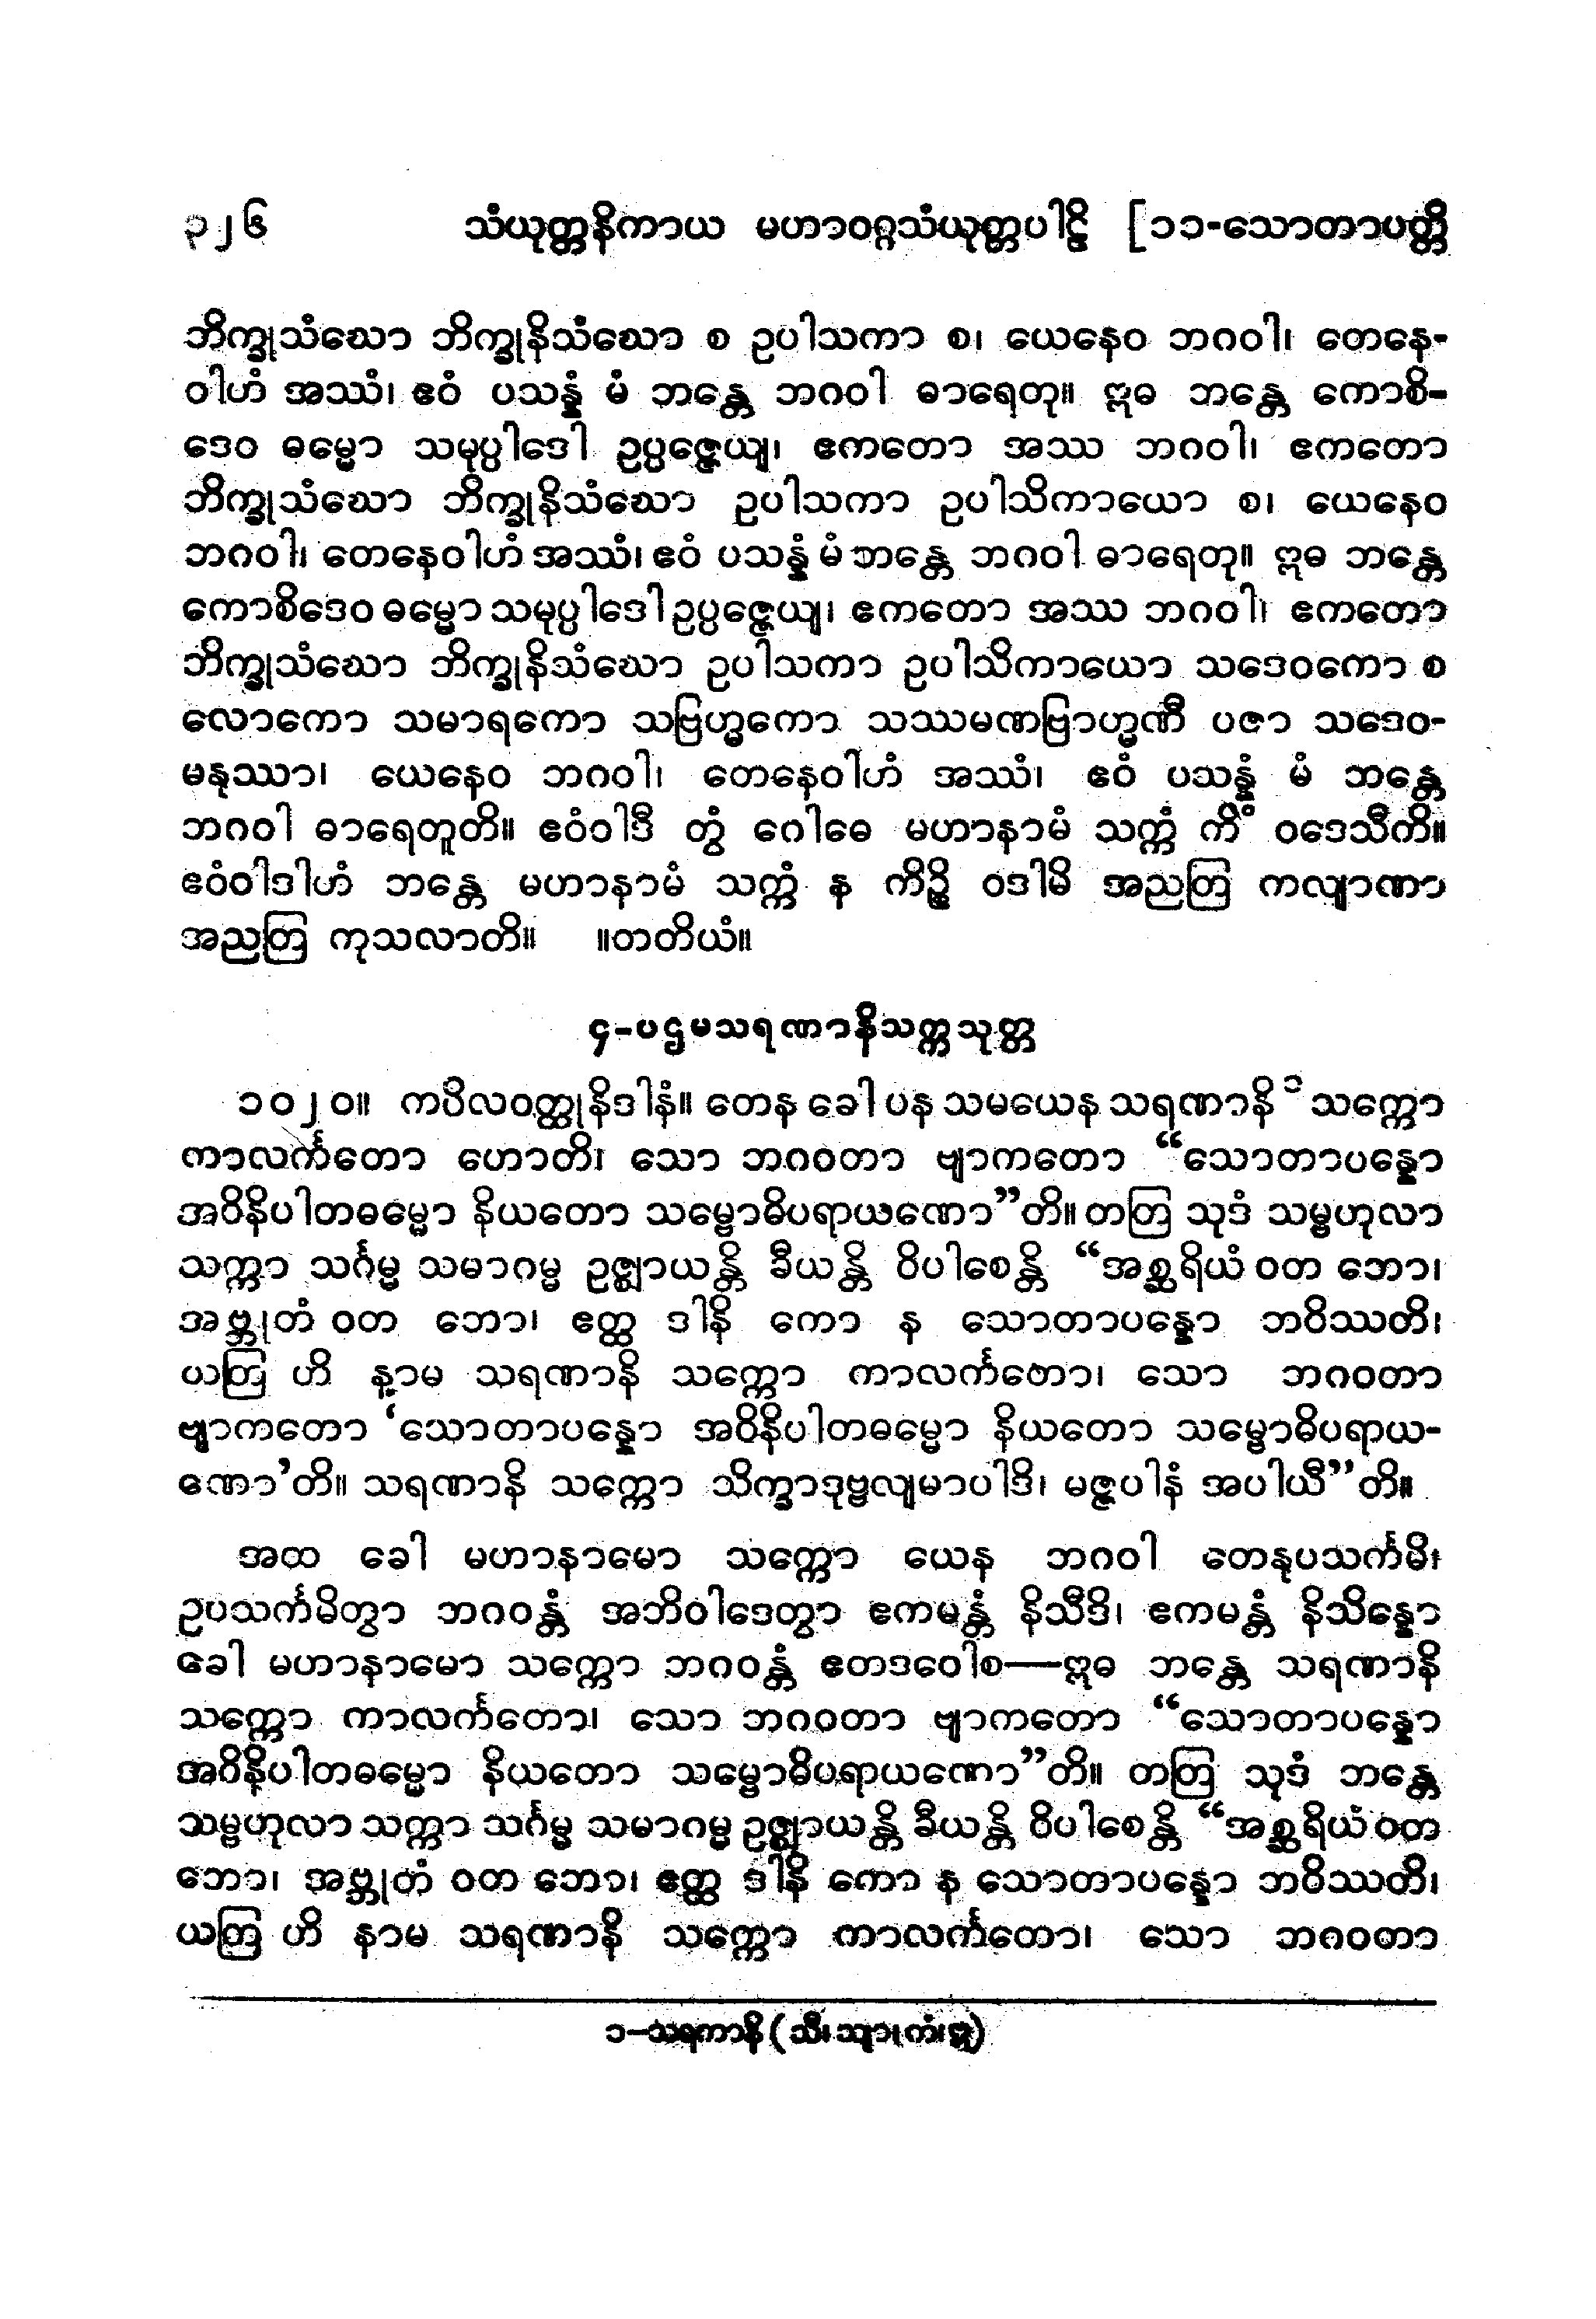 ၃၂၆ သံယုတ္တနိကာယ မဟာဝဂ္ဂသံယုတ္တပါဠိ [၁၁-သောတာပတ္တိ
ဘိက္ခုသံဃော ဘိက္ခုနိသံဃော စ ဥပါသကာ စ၊ ယေနေဝ ဘဂဝါ၊ တေနေ-
ဝါဟံ အဿံ၊ ဧဝံ ပသန္နံ မံ ဘန္တေ ဘဂဝါ ဓာရေတု။ ဣဓ ဘန္တေ ကောစိ-
ဒေဝ ဓမ္မော သမုပ္ပါဒေါ ဥပ္ပဇ္ဇေယျ၊ ဧကတော အဿ ဘဂဝါ၊ ဧကတော
ဘိက္ခုသံဃော ဘိက္ခုနိသံဃော ဥပါသကာ ဥပါသိကာယော စ၊ ယေနေဝ
ဘဂဝါ၊ တေနေဝါဟံ အဿံ၊ ဧဝံ ပသန္နံ မံ ဘန္တေ ဘဂဝါ ဓာရေတု။ ဣဓ ဘန္တေ
ကောစိဒေဝ ဓမ္မော သမုပ္ပါဒေါ ဥပ္ပဇ္ဇေယျ၊ ဧကတော အဿ ဘဂဝါ၊ ဧကတော
ဘိက္ခုသံဃော ဘိက္ခုနိသံဃော ဥပါသကာ ဥပါသိကာယော သဒေဝကော စ
လောကော သမာရကော သဗြဟ္မကော သဿမဏဗြာဟ္မဏီ ပဇာ သဒေဝ-
မနုဿာ၊ ယေနေဝ ဘဂဝါ၊ တေနေဝါဟံ အဿံ၊ ဧဝံ ပသန္နံ မံ ဘန္တေ
ဘဂဝါ ဓာရေတူတိ။ ဧဝံဝါဒီ တွံ ဂေါဓေ မဟာနာမံ သက္ကံ ကိံ ဝဒေသီကိ။
ဧဝံဝါဒါဟံ ဘန္တေ မဟာနာမံ သက္ကံ န ကိဉ္စိ ဝဒါမိ အညတြ ကလျာဏာ
အညတြ ကုသလာတိ။ ။တတိယံ။
၄-ပဌမသရဏာနိသက္ကသုတ္တ
၁၀၂၀။ ကပိလဝတ္ထုနိဒါနံ။ တေန ခေါ ပန သမယေန သရဏာနိ ၁ သက္ကော
ကာလင်္ကတော ဟောတိ၊ သော ဘဂဝတာ ဗျာကတော “သောတာပန္နော
အဝိနိပါတဓမ္မော နိယတော သမ္ဗောဓိပရာယဏော”တိ။ တတြ သုဒံ သမ္ဗဟုလာ
သက္ကာ သင်္ဂမ္မ သမာဂမ္မ ဥဇ္ဈာယန္တိ ခီယန္တိ ဝိပါစေန္တိ “အစ္ဆရိယံ ဝတ ဘော၊
အဗ္ဘုတံ ဝတ ဘော၊ ဧတ္ထ ဒါနိ ကော န သောတာပန္နော ဘဝိဿတိ၊
ယတြ ဟိ နာမ သရဏာနိ သက္ကော ကာလင်္ကတော၊ သော ဘဂဝတာ
ဗျာကတော ‘သောတာပန္နော အဝိနိပါတဓမ္မော နိယတော သမ္ဗောဓိပရာယ-
ဏော’တိ။ သရဏာနိ သက္ကော သိက္ခာဒုဗ္ဗလျမာပါဒိ၊ မဇ္ဇပါနံ အပါယီ”တိ။
အထ ခေါ မဟာနာမော သက္ကော ယေန ဘဂဝါ တေနုပသင်္ကမိ၊
ဥပသင်္ကမိတွာ ဘဂဝန္တံ အဘိဝါဒေတွာ ဧကမန္တံ နိသီဒိ၊ ဧကမန္တံ နိသိန္နော
ခေါ မဟာနာမော သက္ကော ဘဂဝန္တံ ဧတဒဝေါစ—ဣဓ ဘန္တေ သရဏာနိ
သက္ကော ကာလင်္ကတော၊ သော ဘဂဝတာ ဗျာကတော “သောတာပန္နော
အဝိနိပါတဓမ္မော နိယတော သမ္ဗောဓိပရာယဏော”တိ။ တတြ သုဒံ ဘန္တေ
သမ္ဗဟုလာ သက္ကာ သင်္ဂမ္မ သမာဂမ္မ ဥဇ္ဈာယန္တိ ခီယန္တိ ဝိပါစေန္တိ “အစ္ဆရိယံ ဝတ
ဘော၊ အဗ္ဘုတံ ဝတ ဘော၊ ဧတ္ထ ဒါနိ ကော န သောတာပန္နော ဘဝိဿတိ၊
ယတြ ဟိ နာမ သရဏာနိ သက္ကော ကာလင်္ကတော၊ သော ဘဂဝတာ
၁-သရကာနိ (သီ၊ သျာ၊ ကံ၊ ဣ)